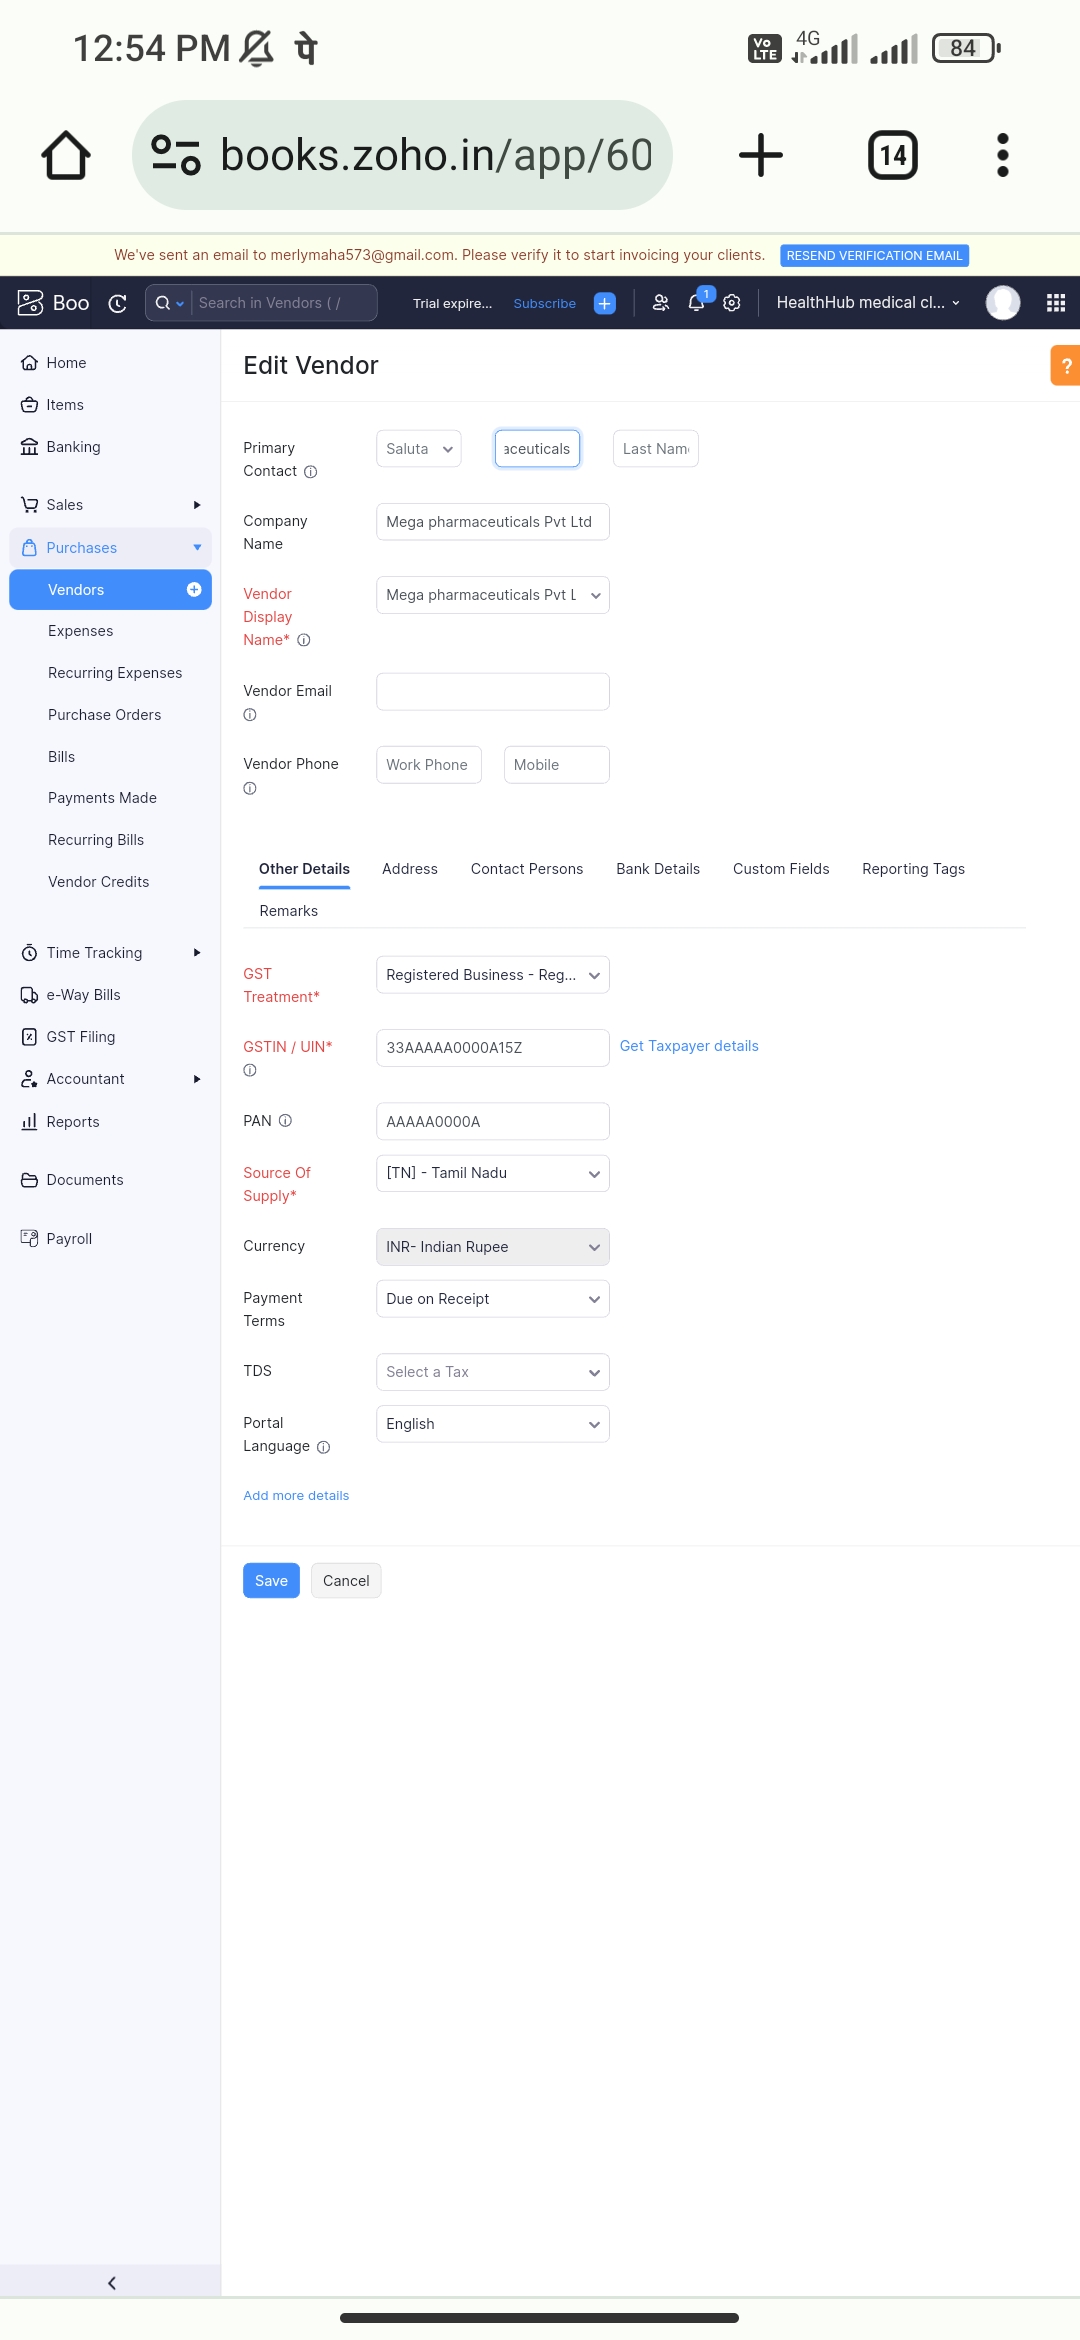 12:54 PM पे Vo LTE 4G 84
books.zoho.in/app/60 14
We've sent an email to merlymaha573@gmail.com. Please verify it to start invoicing your clients. RESEND VERIFICATION EMAIL
Boo Search in Vendors ( / Trial expire... Subscribe 1 HealthHub medical cl...
Home
Items
Banking
Sales
Purchases
Vendors
Expenses
Recurring Expenses
Purchase Orders
Bills
Payments Made
Recurring Bills
Vendor Credits
Time Tracking
e-Way Bills
GST Filing
Accountant
Reports
Documents
Payroll
Edit Vendor ?
Primary Contact Saluta aceuticals Last Name
Company Name Mega pharmaceuticals Pvt Ltd
Vendor Display Name* Mega pharmaceuticals Pvt L
Vendor Email
Vendor Phone Work Phone Mobile
Other Details Address Contact Persons Bank Details Custom Fields Reporting Tags
Remarks
GST Treatment* Registered Business - Reg...
GSTIN / UIN* 33AAAAA0000A15Z Get Taxpayer details
PAN AAAAA0000A
Source Of Supply* [TN] - Tamil Nadu
Currency INR- Indian Rupee
Payment Terms Due on Receipt
TDS Select a Tax
Portal Language English
Add more details
Save Cancel